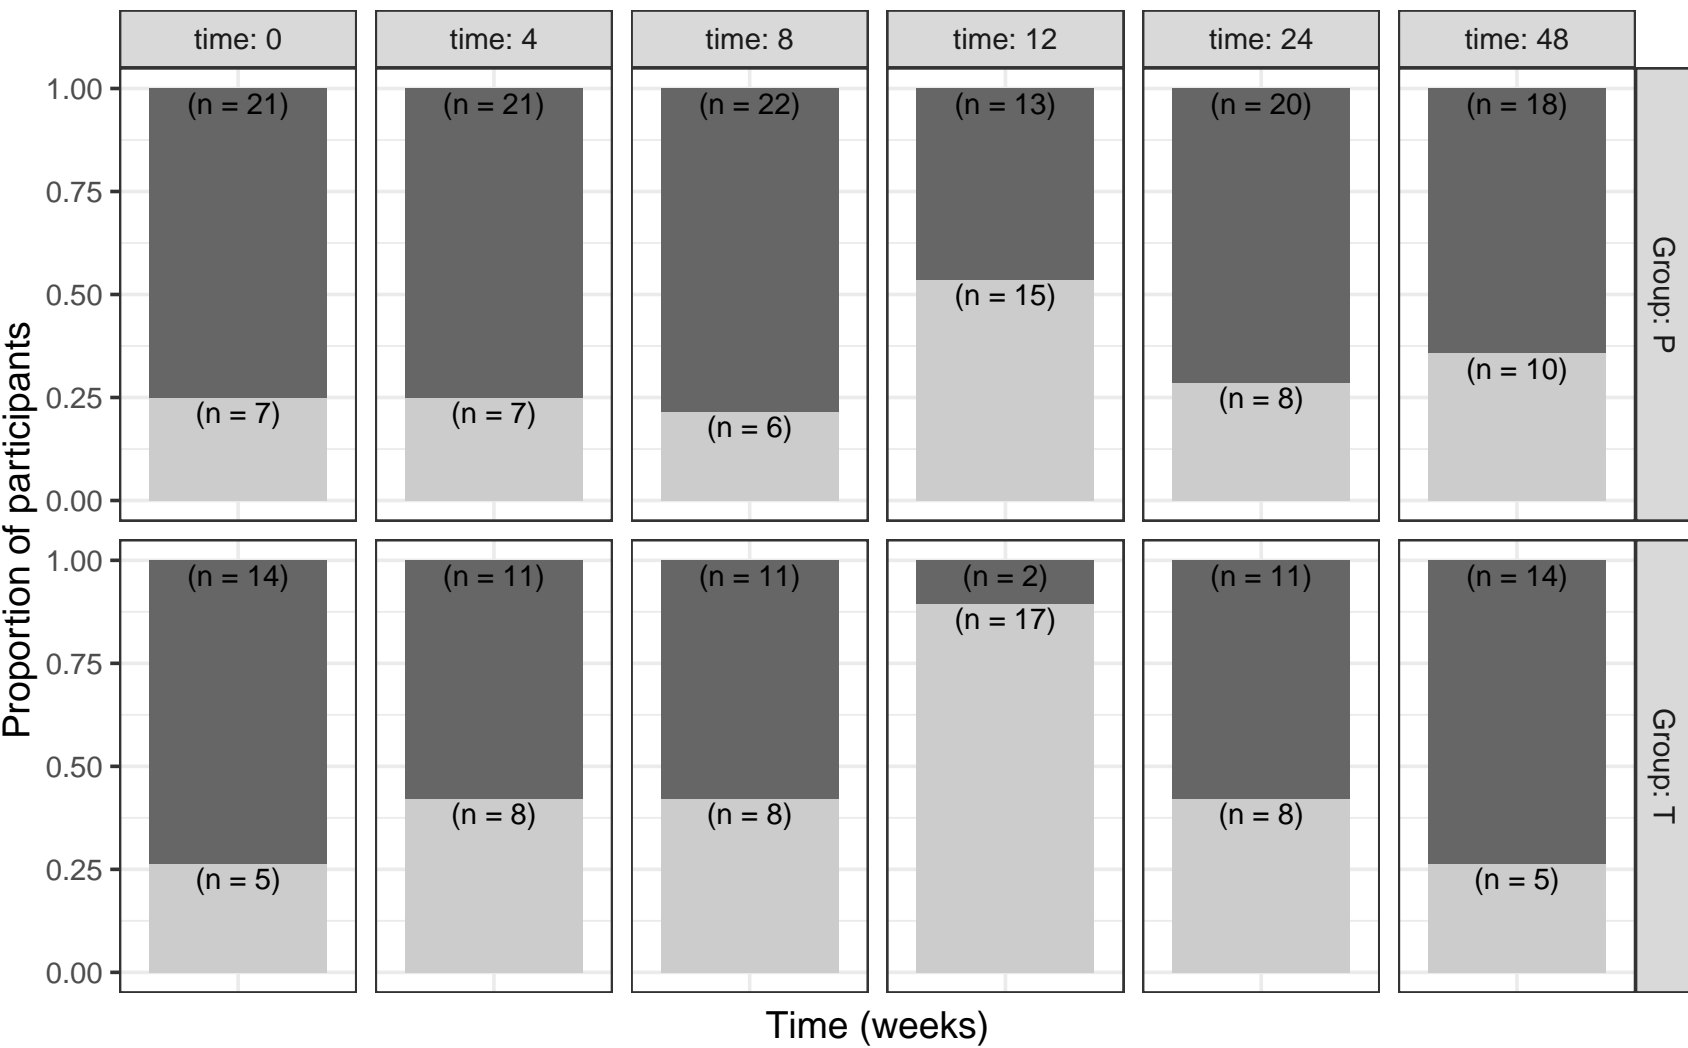 time: 0
time: 4
time: 8
time: 12
time: 24
time: 48
1.00
0.75
0.50
0.25
0.00
(n = 21)
(n = 7)
(n = 21)
(n = 7)
(n = 22)
(n = 6)
(n = 13)
(n = 15)
(n = 20)
(n = 8)
(n = 18)
(n = 10)
Group: P
Proportion of participants
1.00
0.75
0.50
0.25
0.00
(n = 14)
(n = 5)
(n = 11)
(n = 8)
(n = 11)
(n = 8)
(n = 2)
(n = 17)
(n = 11)
(n = 8)
(n = 14)
(n = 5)
Group: T
Time (weeks)